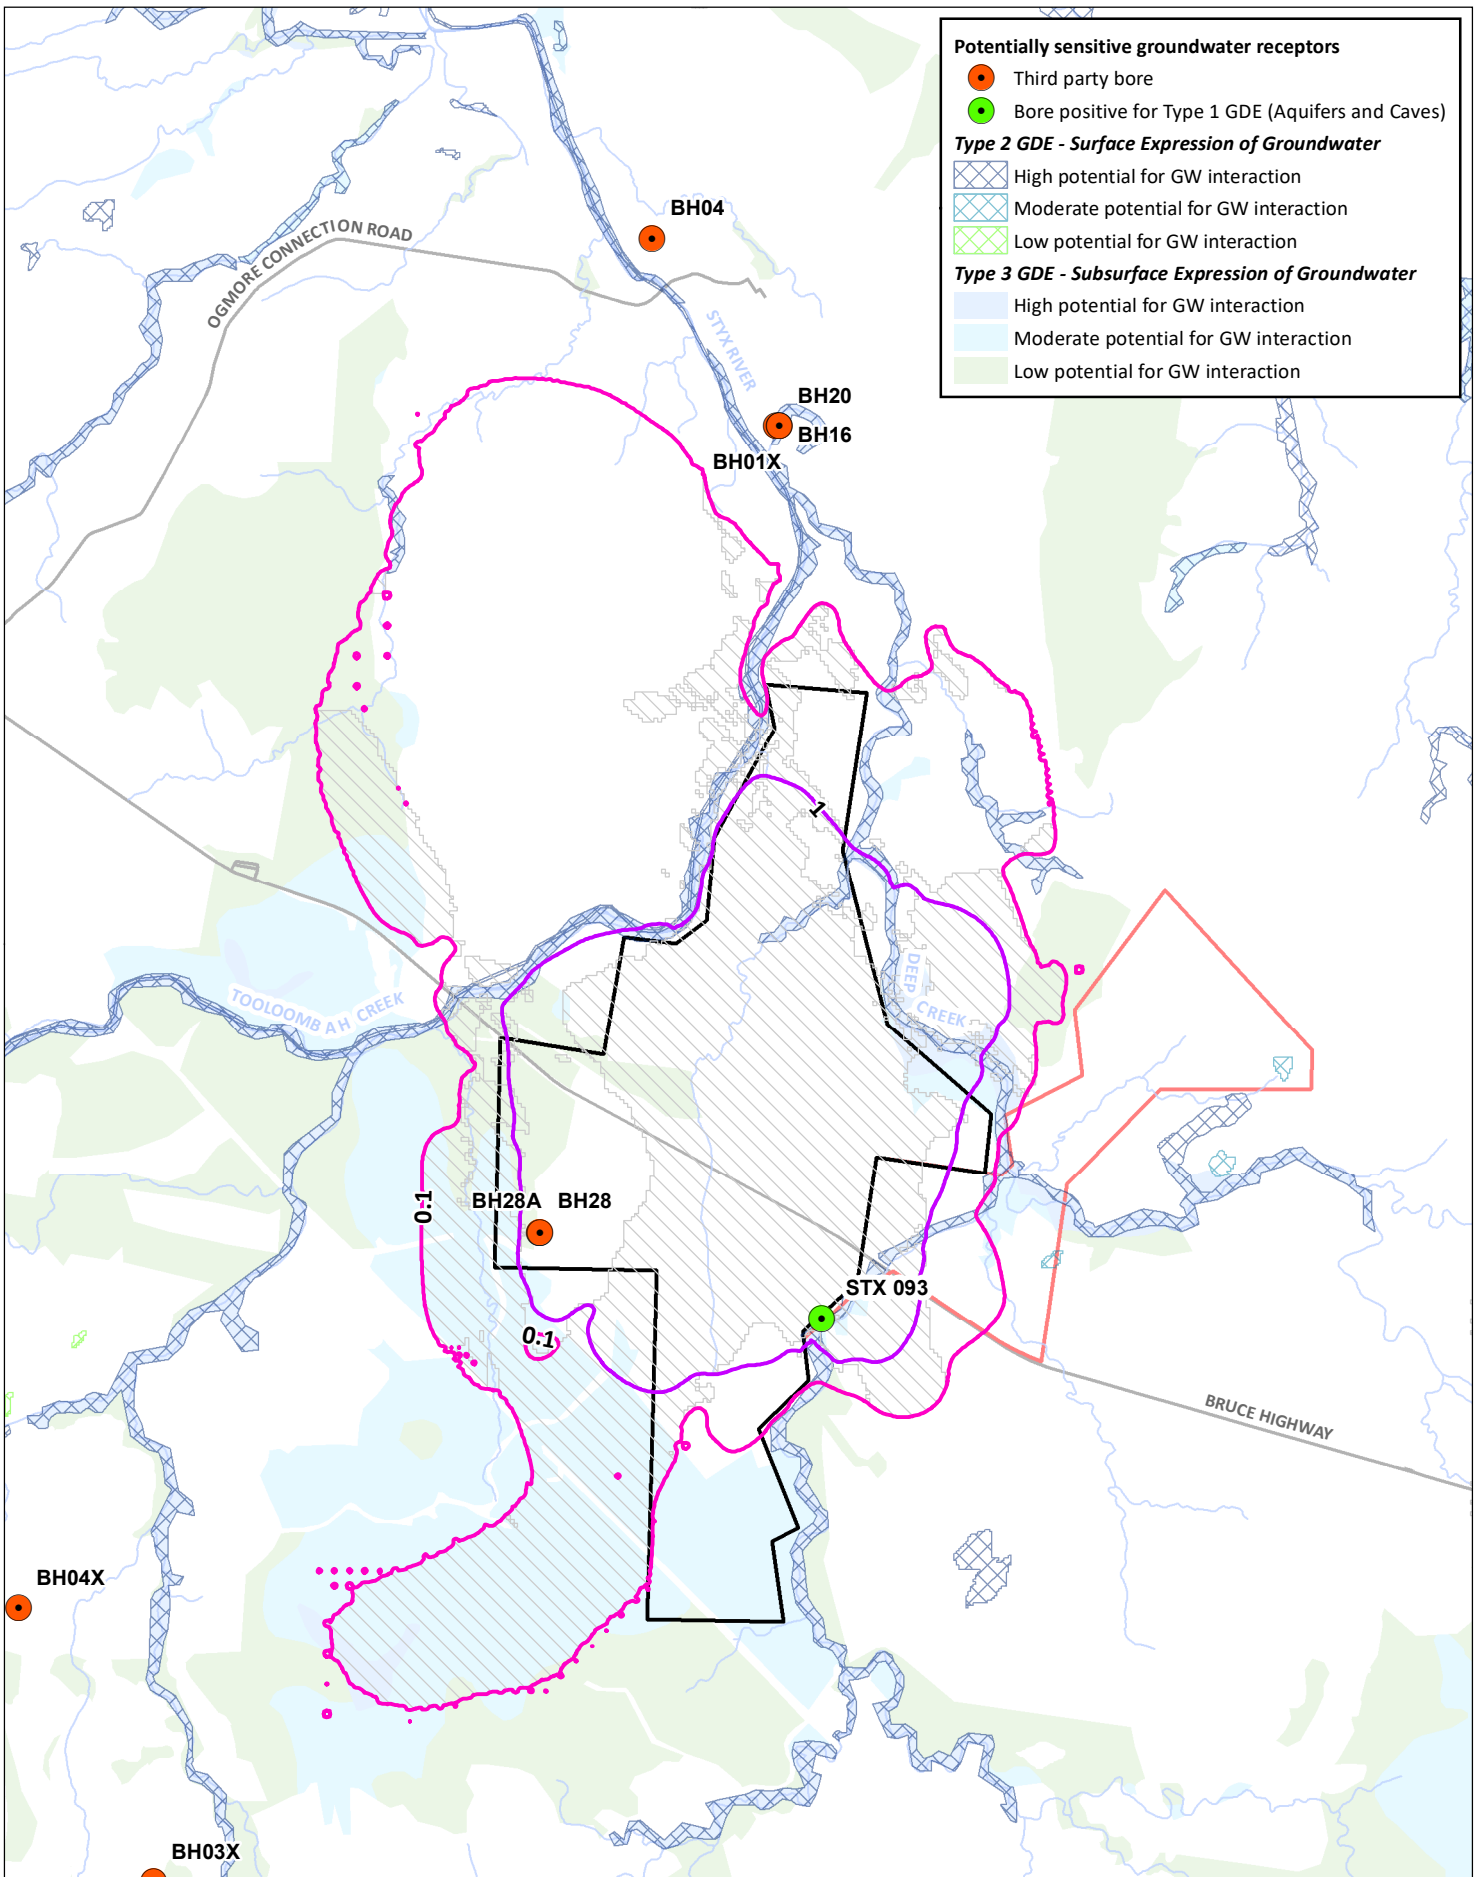 Potentially sensitive groundwater receptors
Third party bore
Bore positive for Type 1 GDE (Aquifers and Caves)
Type 2 GDE - Surface Expression of Groundwater
High potential for GW interaction
Moderate potential for GW interaction
Low potential for GW interaction
Type 3 GDE - Subsurface Expression of Groundwater
High potential for GW interaction
Moderate potential for GW interaction
Low potential for GW interaction
BH04
OGMORE CONNECTION ROAD
STYX RIVER
BH20
BH16
BH01X
1
DEEP CREEK
TOOLOOMBAH CREEK
0.1
BH28A BH28
STX 093
0.1
BRUCE HIGHWAY
BH04X
BH03X